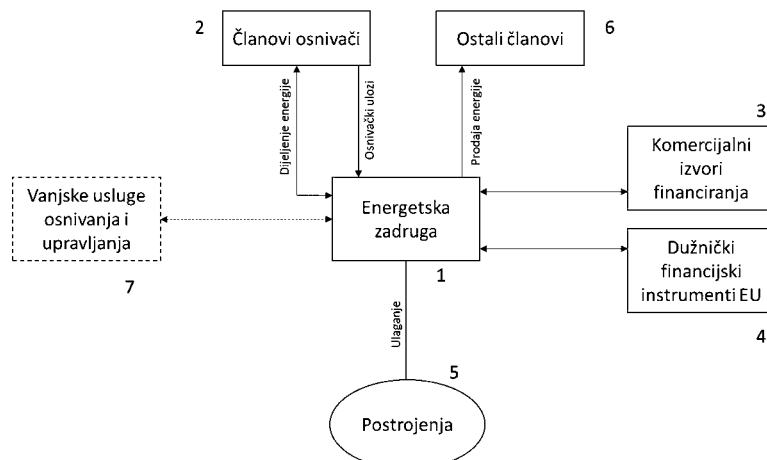 2
Članovi osnivači
Ostali članovi
6
Dijeljenje energije
Osnivački ulozi
Prodaja energije
3
Komercijalni
izvori
financiranja
Vanjske usluge
osnivanja i
upravljanja
7
Energetska
zadruga
1
Dužnički
financijski
instrumenti EU
4
Ulaganje
5
Postrojenja